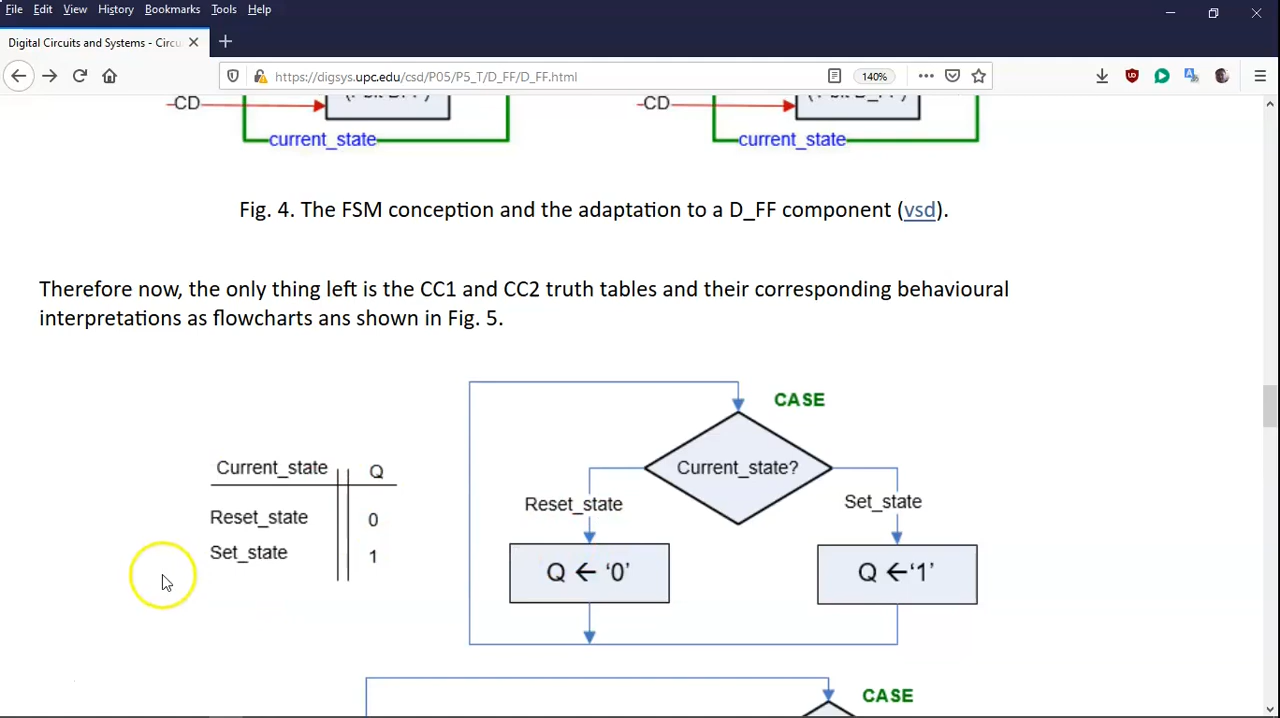 File Edit View History Bookmarks Tools Help
Digital Circuits and Systems - Circu
https://digsys.upc.edu/csd/P05/P5_T/D_FF/D_FF.html
140%
CD
CD
current_state
current_state
Fig. 4. The FSM conception and the adaptation to a D_FF component (vsd).
Therefore now, the only thing left is the CC1 and CC2 truth tables and their corresponding behavioural
interpretations as flowcharts ans shown in Fig. 5.
CASE
Current_state Q
Current_state?
Reset_state
Set_state
Reset_state 0
Set_state 1
Q ← ‘0’
Q ←‘1’
CASE